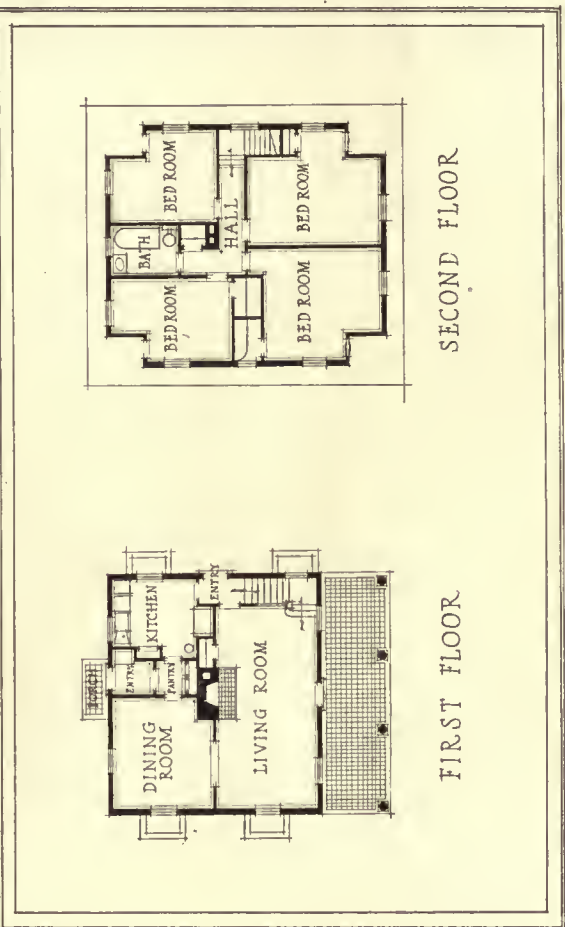 PORCH
ENTRY
KITCHEN
ENTRY
PANTRY
DINING
ROOM
LIVING ROOM
FIRST FLOOR
BED ROOM
BATH
BED ROOM
HALL
BED ROOM
BED ROOM
SECOND FLOOR